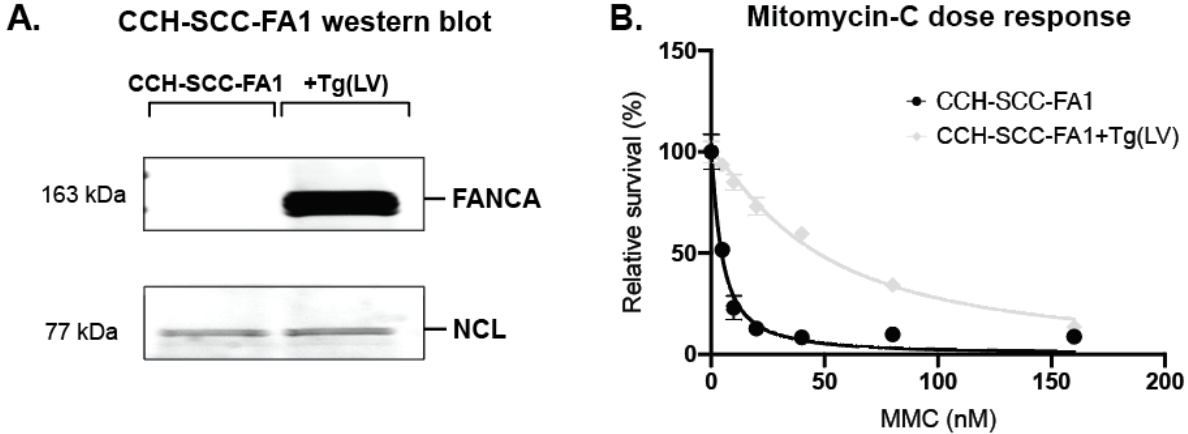 A.
CCH-SCC-FA1 western blot
CCH-SCC-FA1 +Tg(LV)
163 kDa
FANCA
77 kDa
NCL
B.
Mitomycin-C dose response
Relative survival (%)
150
100
50
0
0 50 100 150 200
MMC (nM)
CCH-SCC-FA1
CCH-SCC-FA1+Tg(LV)